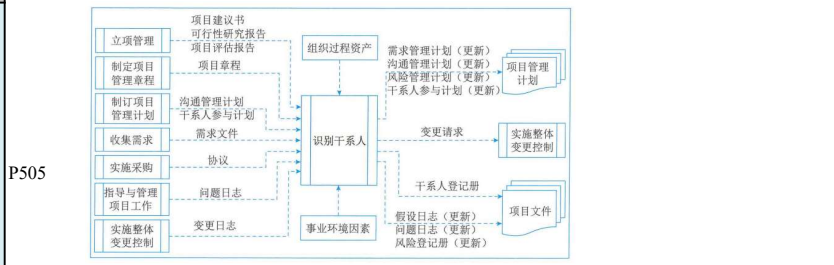 P505
立项管理
项目建议书
可行性研究报告
项目评估报告
制定项目
管理章程
项目章程
制订项目
管理计划
沟通管理计划
干系人参与计划
收集需求
需求文件
实施采购
协议
指导与管理
项目工作
问题日志
实施整体
变更控制
变更日志
组织过程资产
识别干系人
事业环境因素
需求管理计划（更新）
沟通管理计划（更新）
风险管理计划（更新）
干系人参与计划（更新）
项目管理
计划
变更请求
实施整体
变更控制
干系人登记册
假设日志（更新）
问题日志（更新）
风险登记册（更新）
项目文件